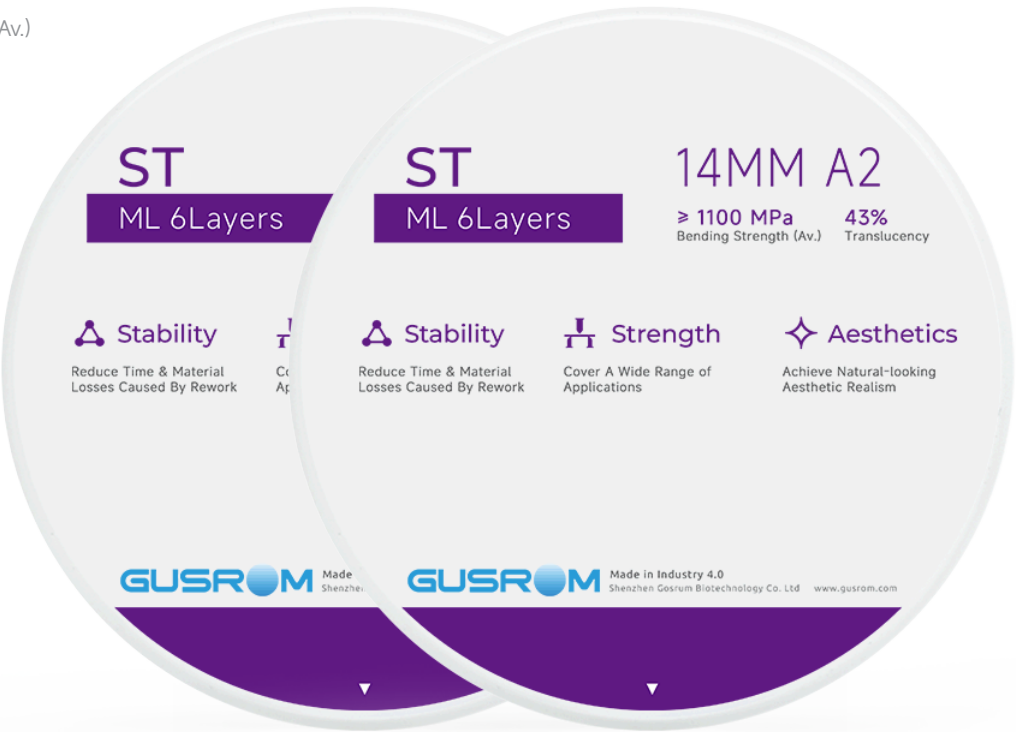 Av.)
ST
ML 6Layers
Stability
Reduce Time & Material
Losses Caused By Rework
GUSROM
Made
ST
ML 6Layers
14MM A2
≥ 1100 MPa
Bending Strength (Av.)
43%
Translucency
Stability
Reduce Time & Material
Losses Caused By Rework
Strength
Cover A Wide Range of
Applications
Aesthetics
Achieve Natural-looking
Aesthetic Realism
GUSROM
Made in Industry 4.0
Shenzhen Gosrum Biotechnology Co. Ltd www.gusrom.com